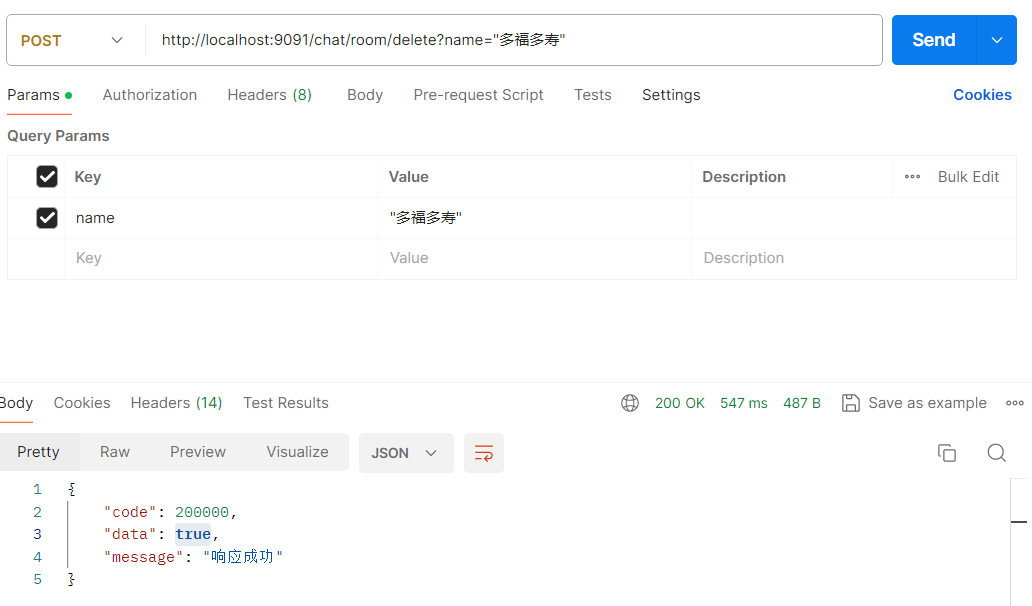 POST http://localhost:9091/chat/room/delete?name="多福多寿" Send
Params Authorization Headers (8) Body Pre-request Script Tests Settings Cookies
Query Params
Key Value Description Bulk Edit
name "多福多寿"
Key Value Description
Body Cookies Headers (14) Test Results 200 OK 547 ms 487 B Save as example
Pretty Raw Preview Visualize JSON
1 {
2 "code": 200000,
3 "data": true,
4 "message": "响应成功"
5 }